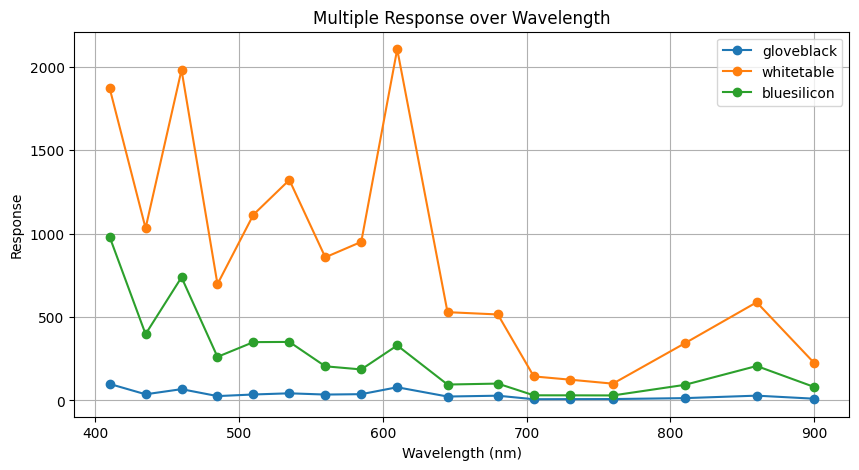 Multiple Response over Wavelength
gloveblack
whitetable
bluesilicon
2000
1500
1000
500
0
Response
400 500 600 700 800 900
Wavelength (nm)